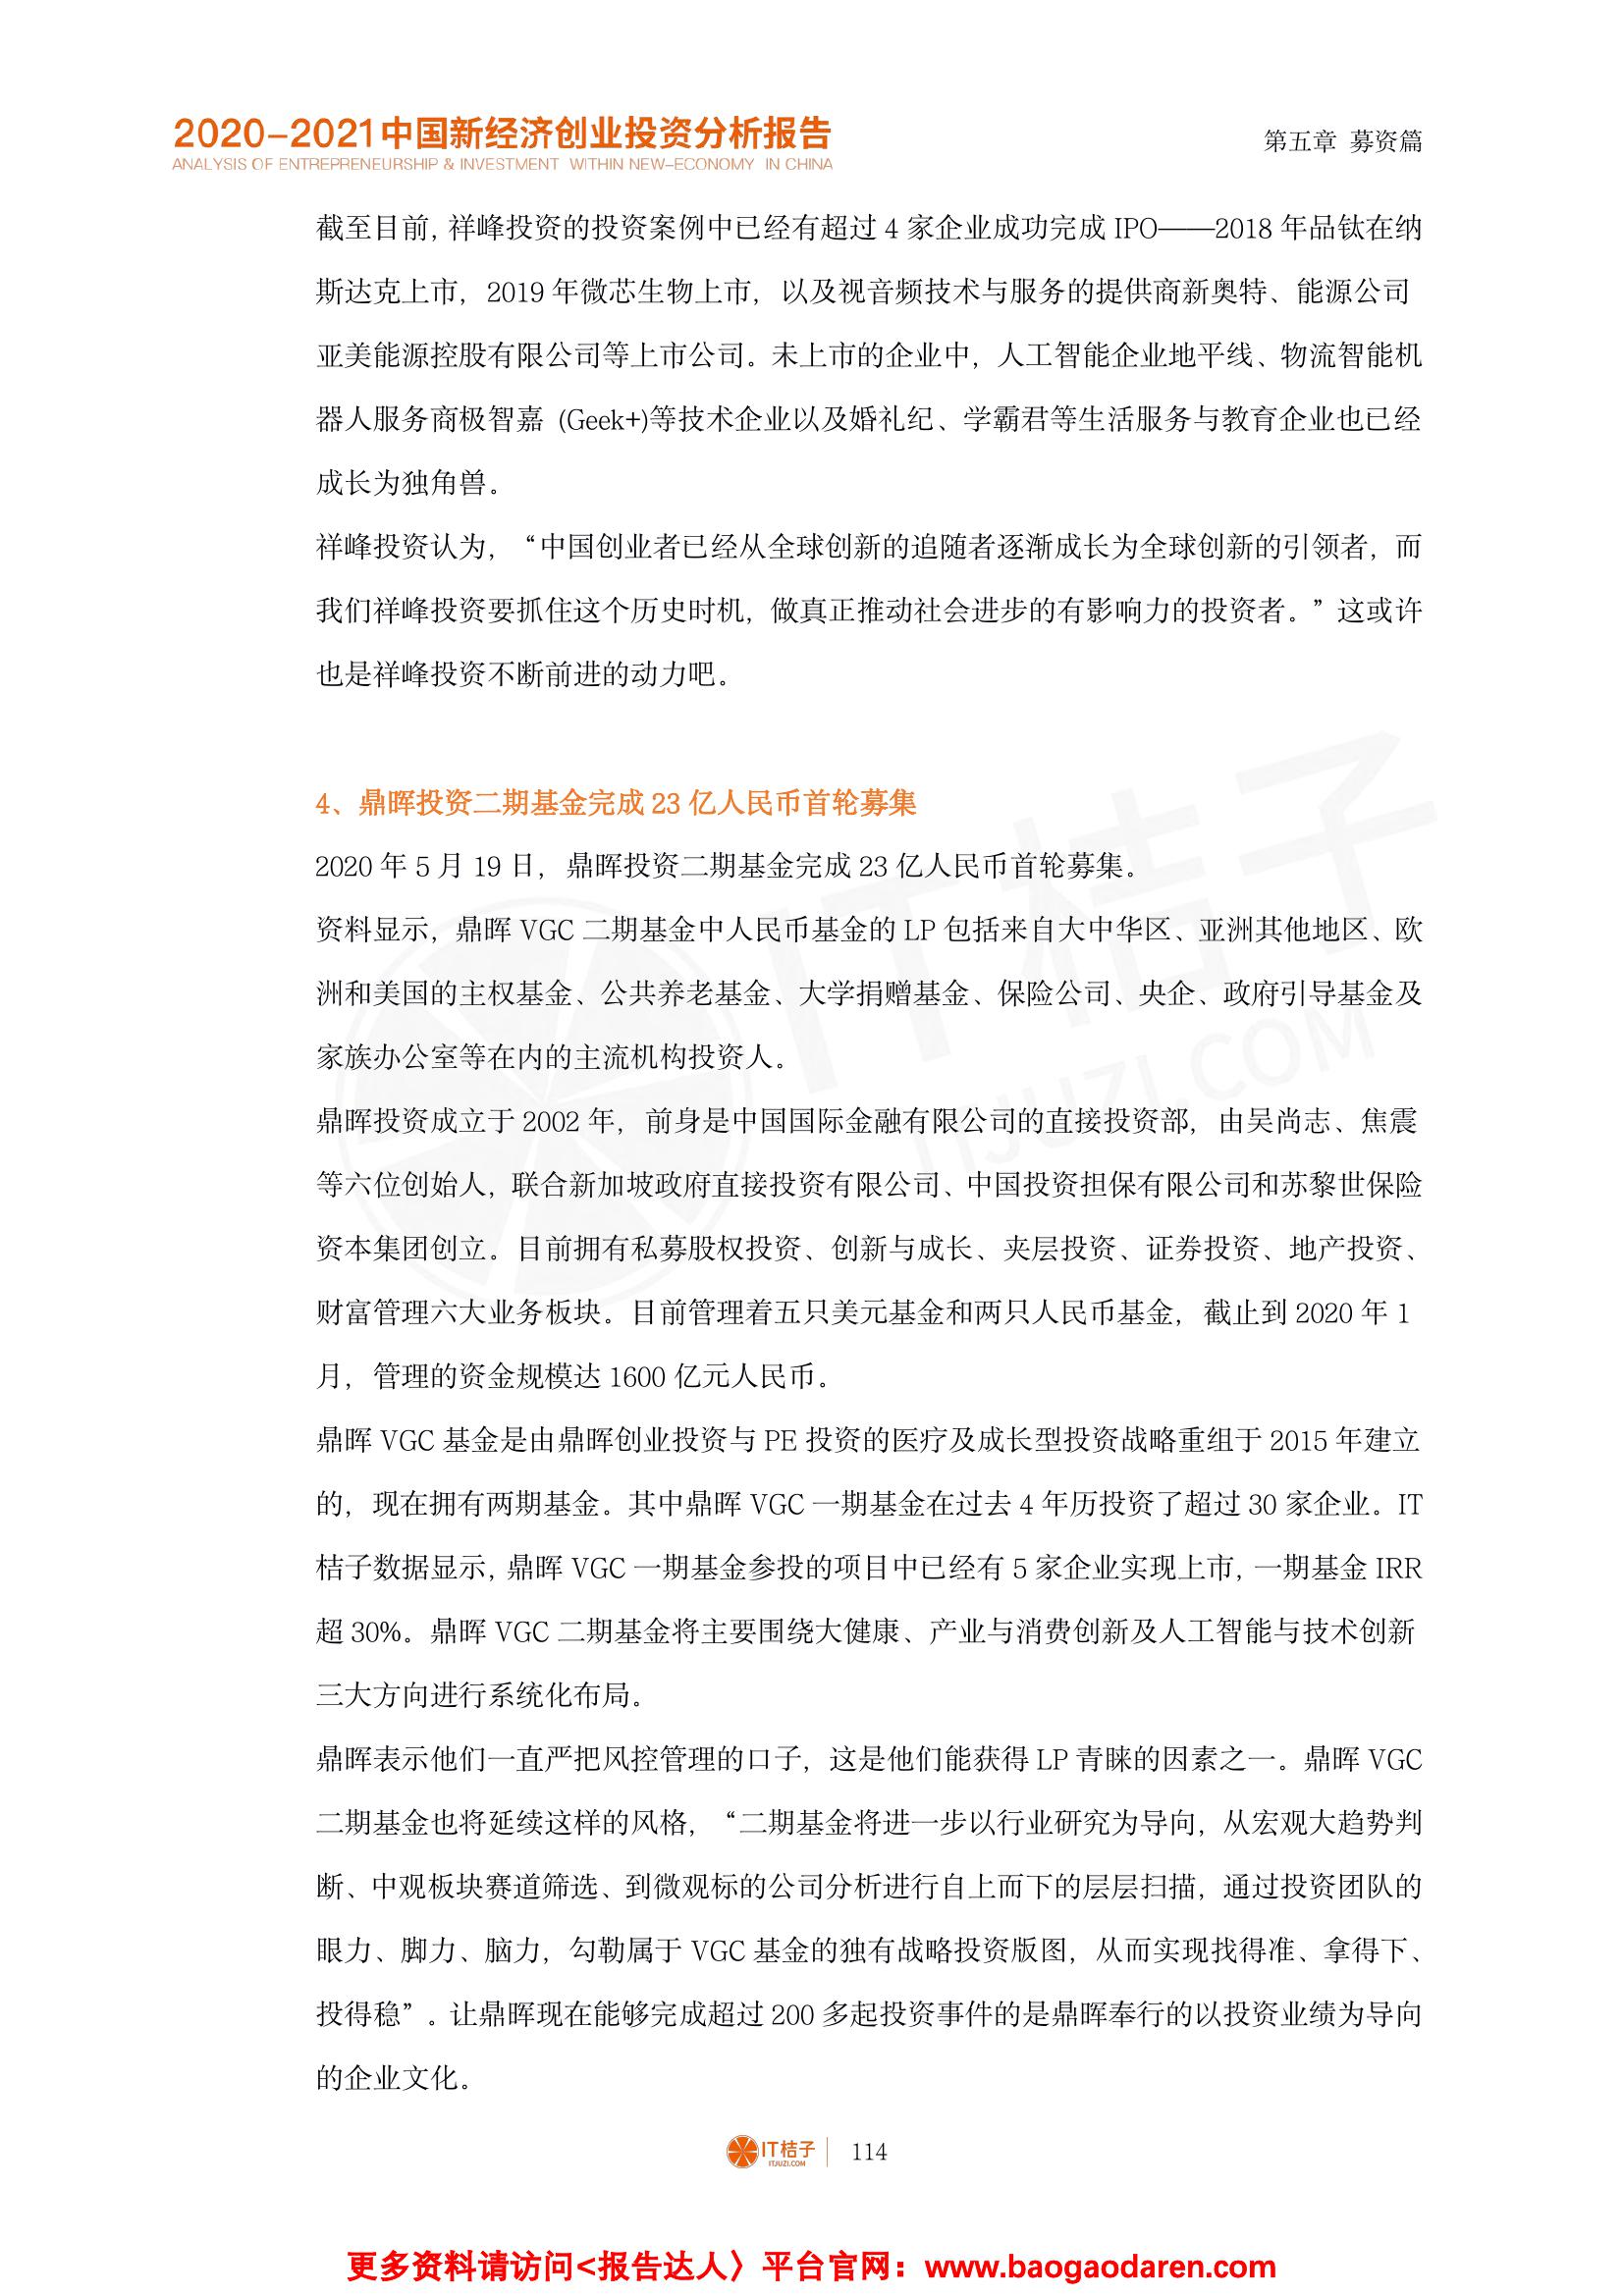 2020-2021中国新经济创业投资分析报告
ANALYSIS OF ENTREPRENEURSHIP & INVESTMENT WITHIN NEW-ECONOMY IN CHINA
第五章 募资篇
截至目前，祥峰投资的投资案例中已经有超过 4 家企业成功完成 IPO——2018 年品钛在纳
斯达克上市，2019 年微芯生物上市，以及视音频技术与服务的提供商新奥特、能源公司
亚美能源控股有限公司等上市公司。未上市的企业中，人工智能企业地平线、物流智能机
器人服务商极智嘉 (Geek+)等技术企业以及婚礼纪、学霸君等生活服务与教育企业也已经
成长为独角兽。
祥峰投资认为，“中国创业者已经从全球创新的追随者逐渐成长为全球创新的引领者，而
我们祥峰投资要抓住这个历史时机，做真正推动社会进步的有影响力的投资者。”这或许
也是祥峰投资不断前进的动力吧。
4、鼎晖投资二期基金完成 23 亿人民币首轮募集
2020 年 5 月 19 日，鼎晖投资二期基金完成 23 亿人民币首轮募集。
资料显示，鼎晖 VGC 二期基金中人民币基金的 LP 包括来自大中华区、亚洲其他地区、欧
洲和美国的主权基金、公共养老基金、大学捐赠基金、保险公司、央企、政府引导基金及
家族办公室等在内的主流机构投资人。
鼎晖投资成立于 2002 年，前身是中国国际金融有限公司的直接投资部，由吴尚志、焦震
等六位创始人，联合新加坡政府直接投资有限公司、中国投资担保有限公司和苏黎世保险
资本集团创立。目前拥有私募股权投资、创新与成长、夹层投资、证券投资、地产投资、
财富管理六大业务板块。目前管理着五只美元基金和两只人民币基金，截止到 2020 年 1
月，管理的资金规模达 1600 亿元人民币。
鼎晖 VGC 基金是由鼎晖创业投资与 PE 投资的医疗及成长型投资战略重组于 2015 年建立
的，现在拥有两期基金。其中鼎晖 VGC 一期基金在过去 4 年历投资了超过 30 家企业。IT
桔子数据显示，鼎晖 VGC 一期基金参投的项目中已经有 5 家企业实现上市，一期基金 IRR
超 30%。鼎晖 VGC 二期基金将主要围绕大健康、产业与消费创新及人工智能与技术创新
三大方向进行系统化布局。
鼎晖表示他们一直严把风控管理的口子，这是他们能获得 LP 青睐的因素之一。鼎晖 VGC
二期基金也将延续这样的风格，“二期基金将进一步以行业研究为导向，从宏观大趋势判
断、中观板块赛道筛选、到微观标的公司分析进行自上而下的层层扫描，通过投资团队的
眼力、脚力、脑力，勾勒属于 VGC 基金的独有战略投资版图，从而实现找得准、拿得下、
投得稳”。让鼎晖现在能够完成超过 200 多起投资事件的是鼎晖奉行的以投资业绩为导向
的企业文化。
IT桔子
ITJUZI.COM
IT桔子
ITJUZI.COM
114
更多资料请访问<报告达人〉平台官网：www.baogaodaren.com